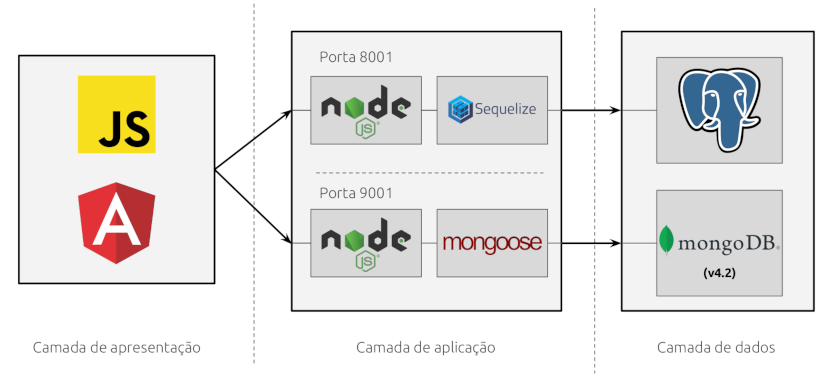 Porta 8001
JS
node
JS
Sequelize
Porta 9001
A
node
JS
mongoose
mongoDB®
(v4.2)
Camada de apresentação
Camada de aplicação
Camada de dados